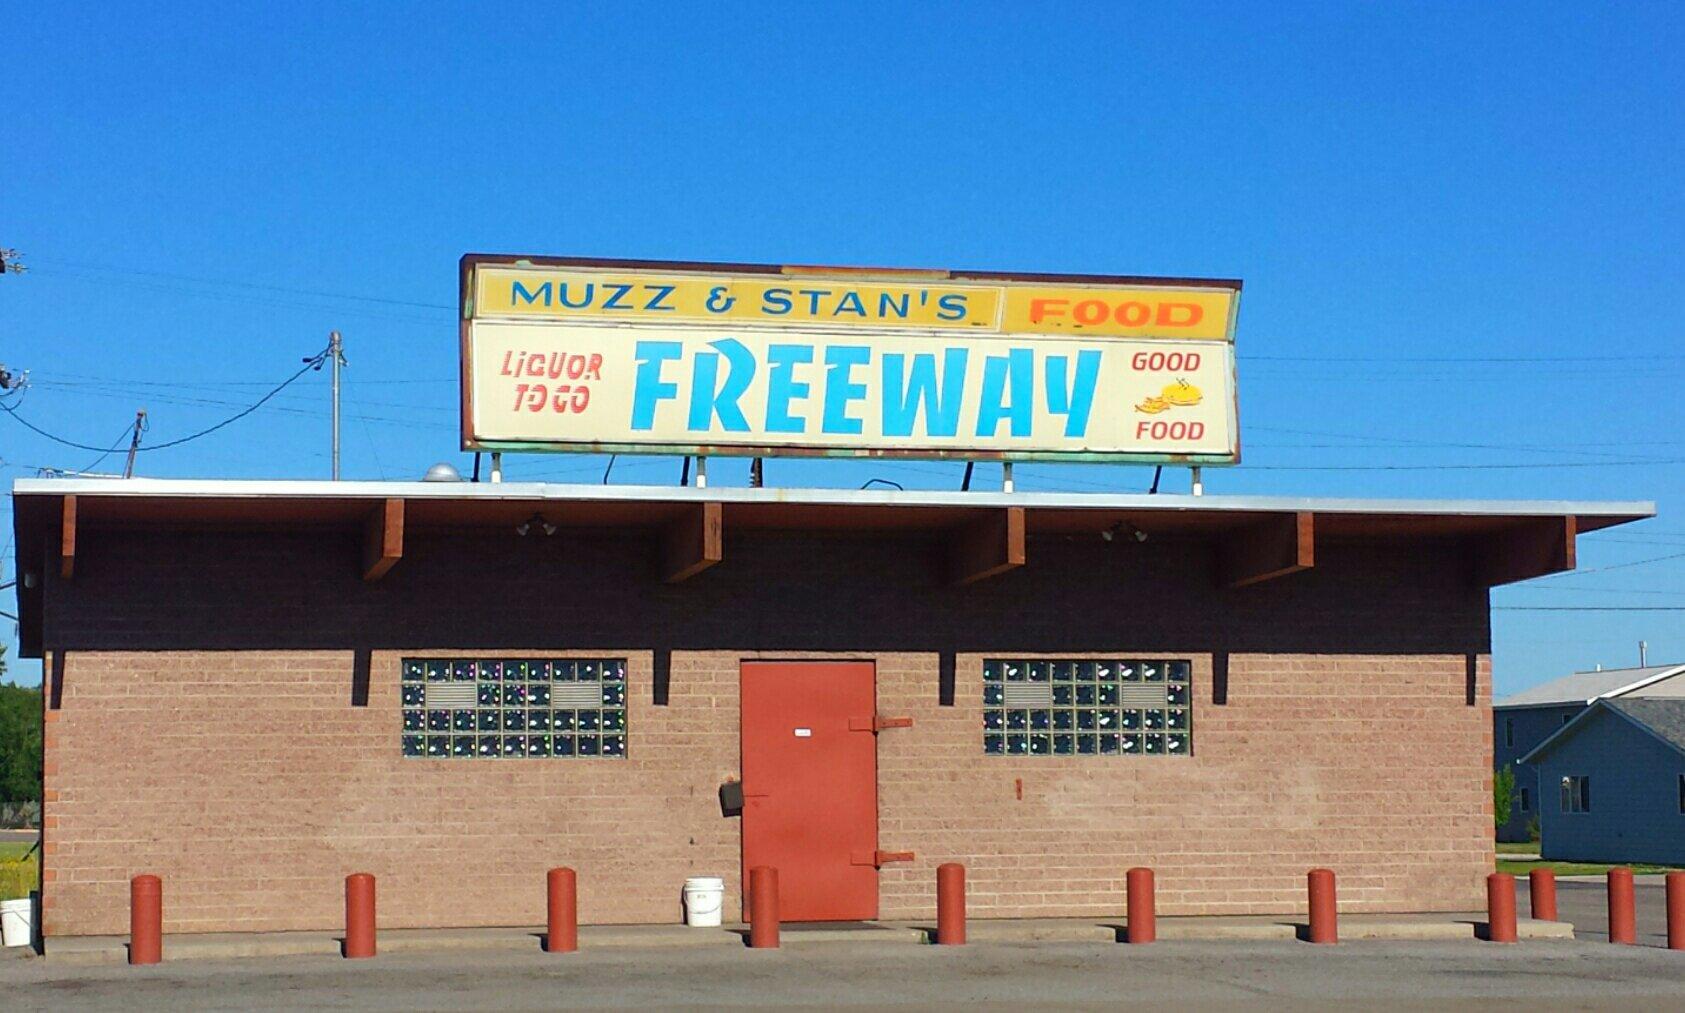 MUZZ & STAN'S FOOD
LIQUOR
TO GO
FREEWAY
GOOD
FOOD